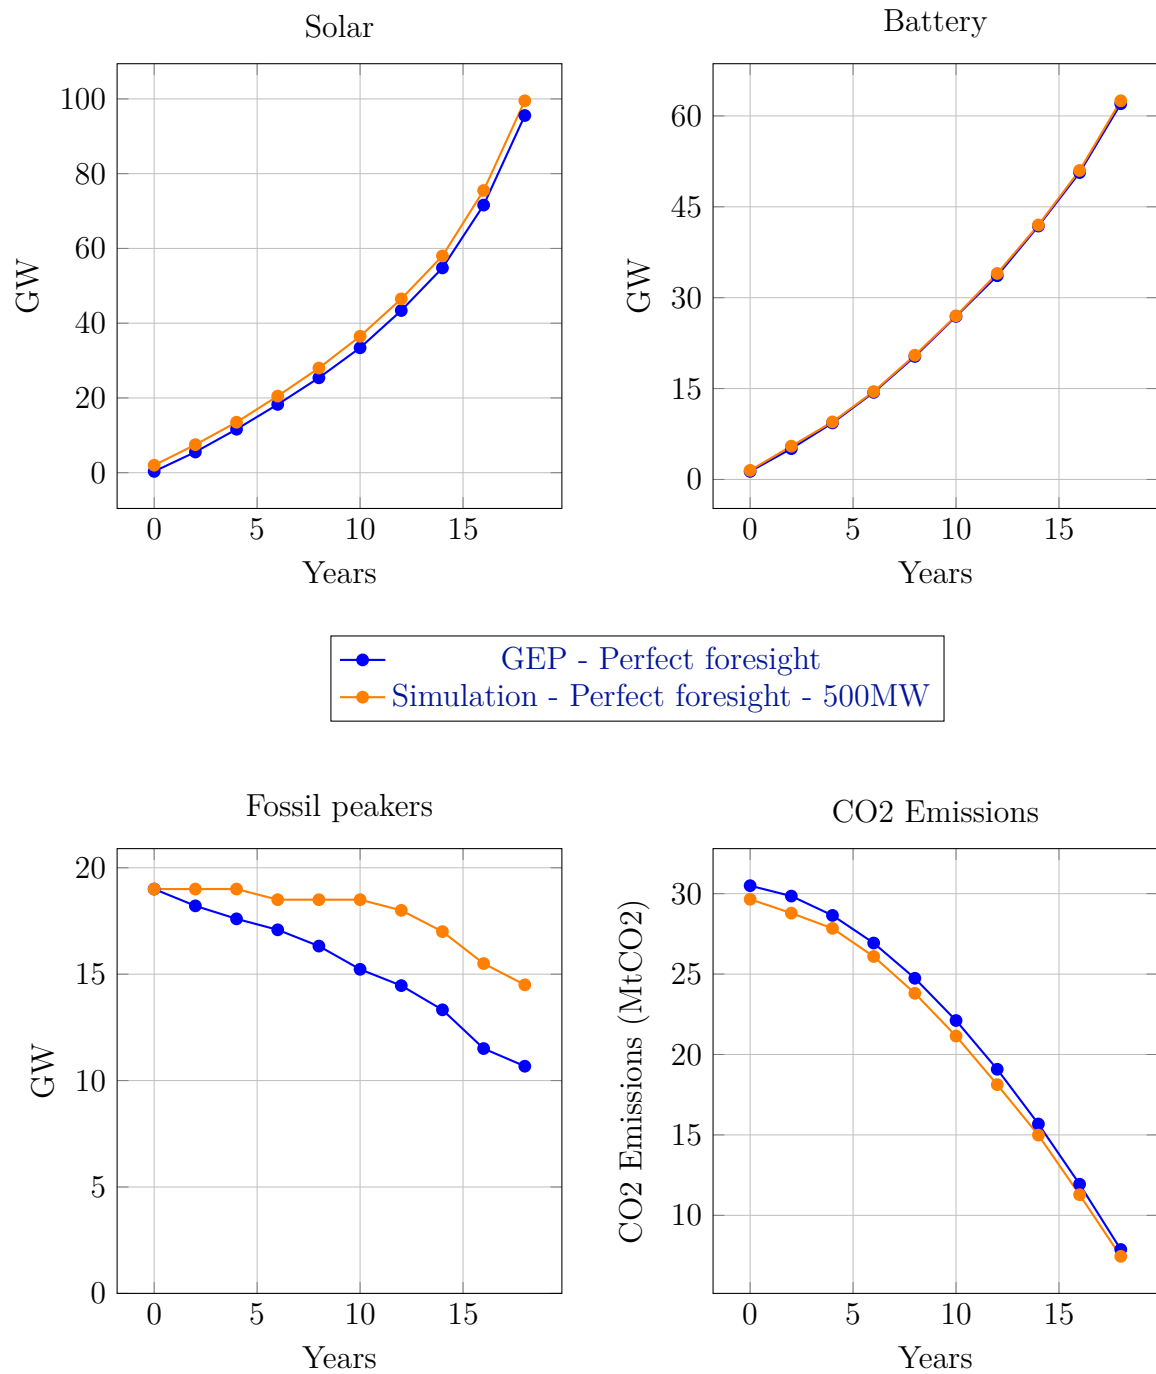 Solar
Battery
100
80
60
40
20
0
GW
0 5 10 15
Years
60
45
30
15
0
GW
0 5 10 15
Years
GEP - Perfect foresight
Simulation - Perfect foresight - 500MW
Fossil peakers
CO2 Emissions
20
15
10
5
0
GW
0 5 10 15
Years
30
25
20
15
10
CO2 Emissions (MtCO2)
0 5 10 15
Years